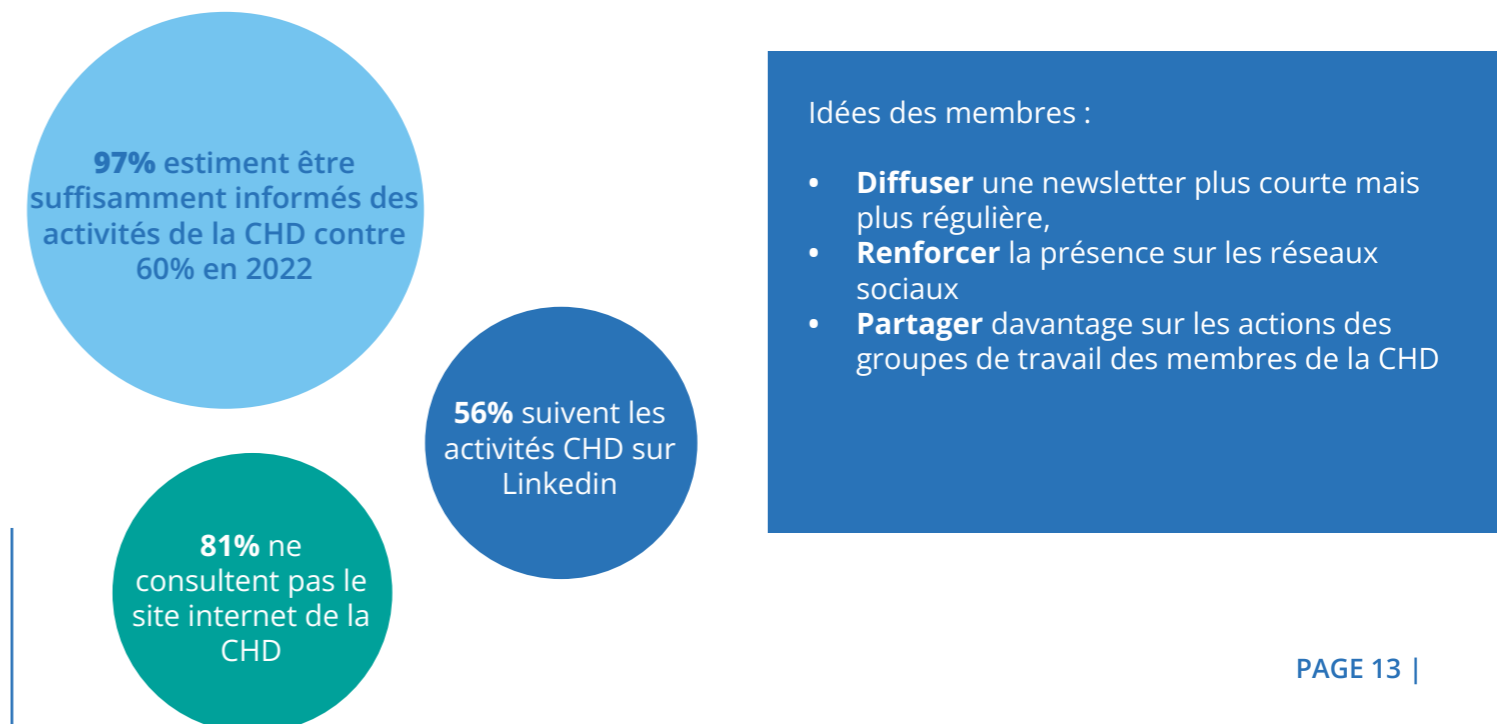 97% estiment être
suffisamment informés des
activités de la CHD contre
60% en 2022
56% suivent les
activités CHD sur
Linkedin
81% ne
consultent pas le
site internet de la
CHD
Idées des membres :
• Diffuser une newsletter plus courte mais
plus régulière,
• Renforcer la présence sur les réseaux
sociaux
• Partager davantage sur les actions des
groupes de travail des membres de la CHD
PAGE 13 |